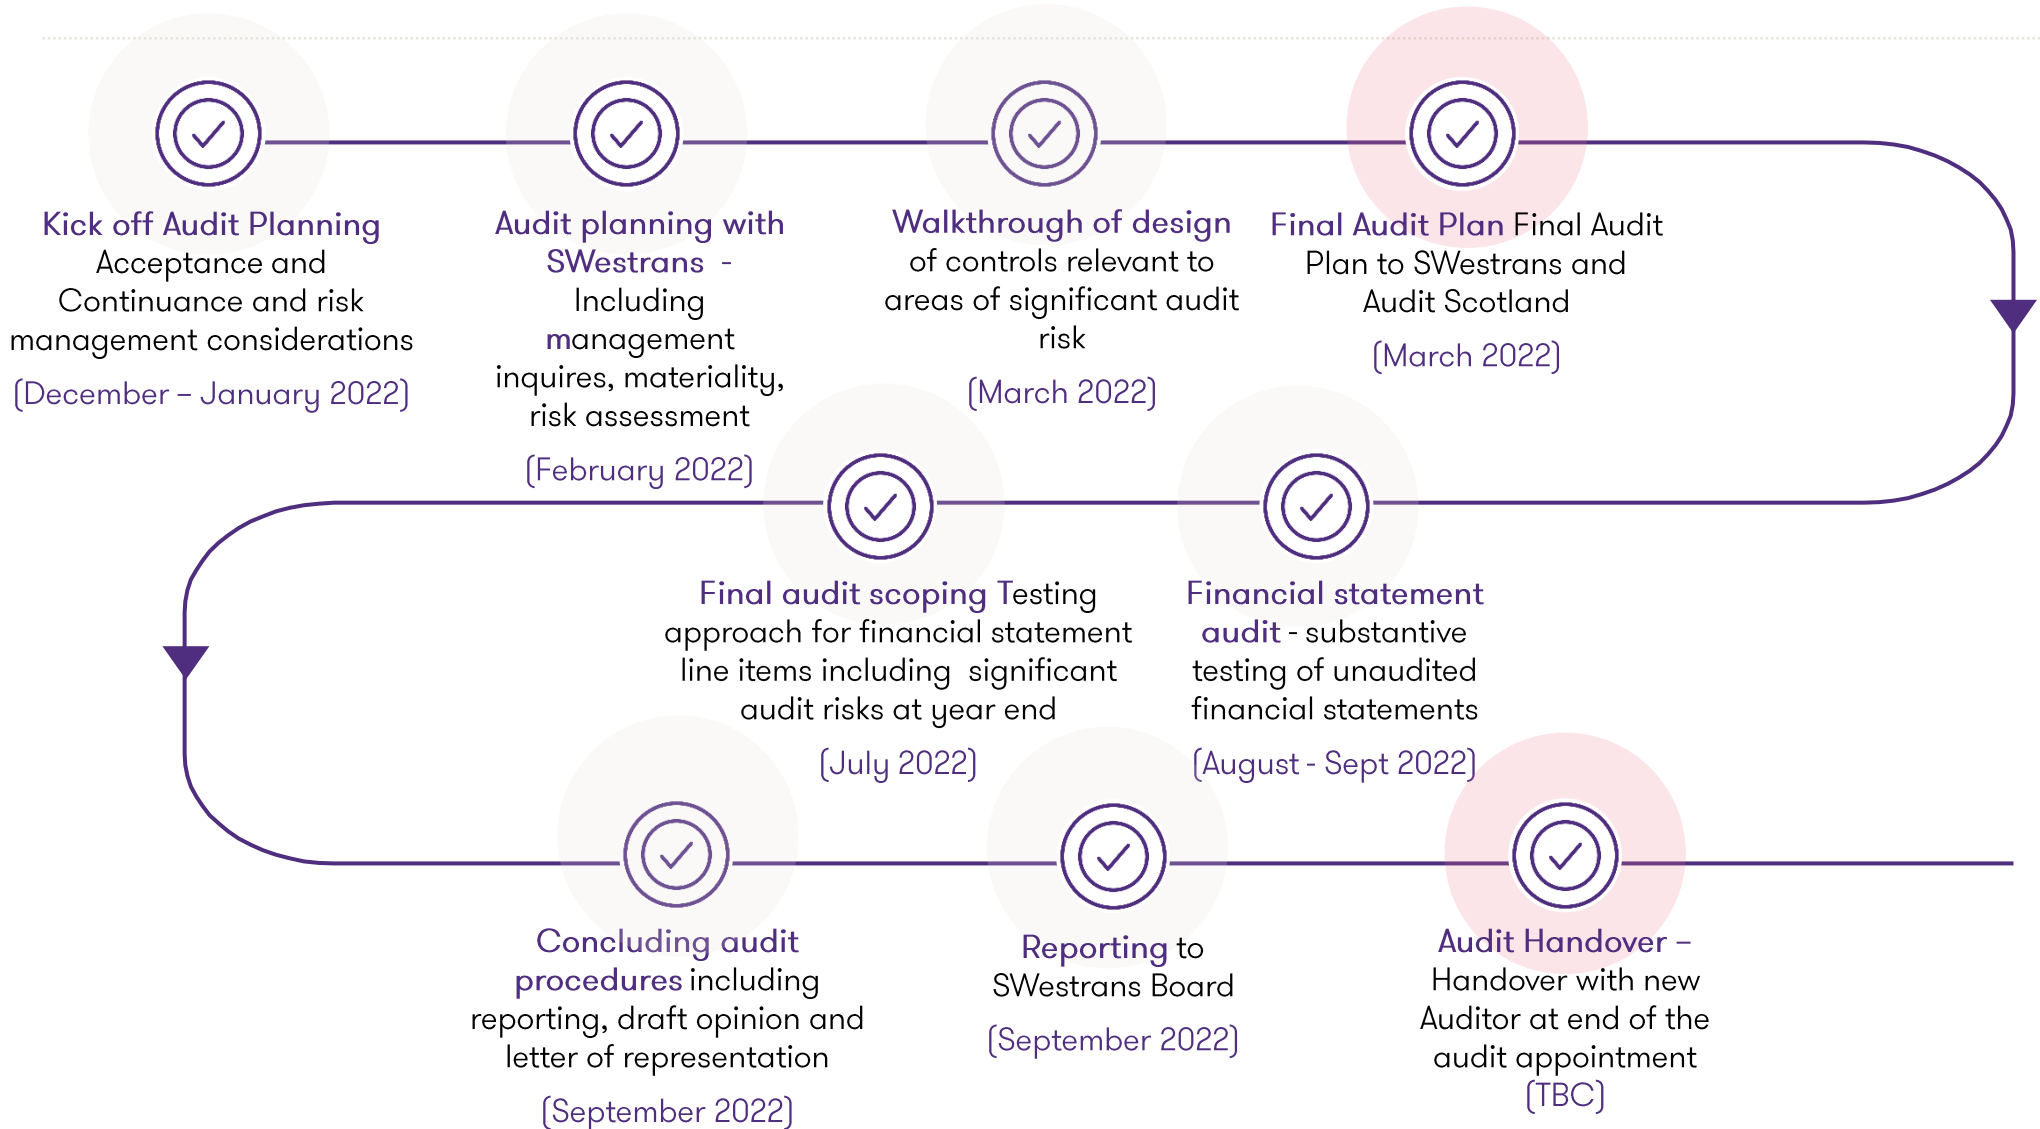 Kick off Audit Planning
Acceptance and
Continuance and risk
management considerations
(December – January 2022)
Audit planning with
SWestrans -
Including
management
inquires, materiality,
risk assessment
(February 2022)
Walkthrough of design
of controls relevant to
areas of significant audit
risk
(March 2022)
Final Audit Plan Final Audit
Plan to SWestrans and
Audit Scotland
(March 2022)
Final audit scoping Testing
approach for financial statement
line items including significant
audit risks at year end
(July 2022)
Financial statement
audit - substantive
testing of unaudited
financial statements
(August - Sept 2022)
Concluding audit
procedures including
reporting, draft opinion and
letter of representation
(September 2022)
Reporting to
SWestrans Board
(September 2022)
Audit Handover –
Handover with new
Auditor at end of the
audit appointment
(TBC)